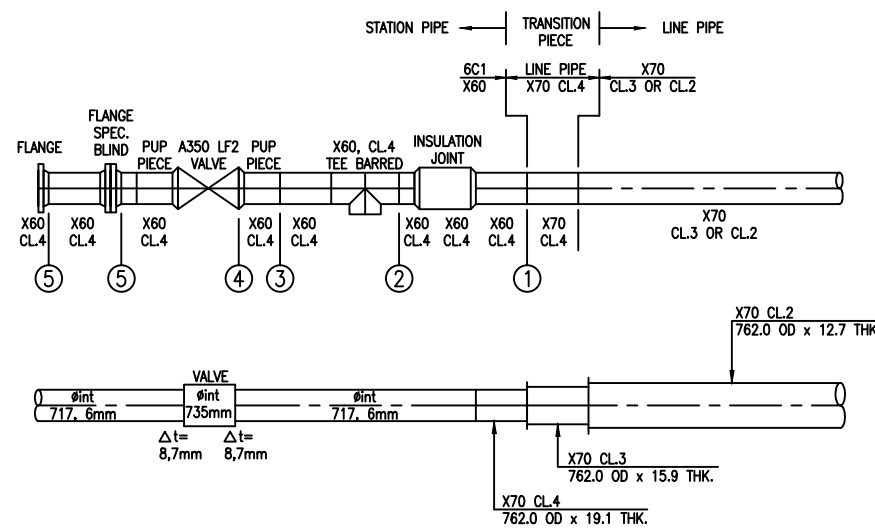 STATION PIPE
TRANSITION
PIECE
LINE PIPE
6C1
X60
LINE PIPE
X70 CL.4
X70
CL.3 OR CL.2
FLANGE
FLANGE
SPEC.
BLIND
PUP
PIECE
A350 LF2
VALVE
PUP
PIECE
X60, CL.4
TEE BARRED
INSULATION
JOINT
X60
CL.4
X60
CL.4
X60
CL.4
X60
CL.4
X60
CL.4
X60
CL.4
X60
CL.4
X60
CL.4
X70
CL.4
X70
CL.3 OR CL.2
5
5
4
3
2
1
X70 CL.2
762.0 OD x 12.7 THK
VALVE
øint
717, 6mm
øint
735mm
øint
717, 6mm
△t=
8,7mm
△t=
8,7mm
X70 CL.3
762.0 OD x 15.9 THK.
X70 CL.4
762.0 OD x 19.1 THK.